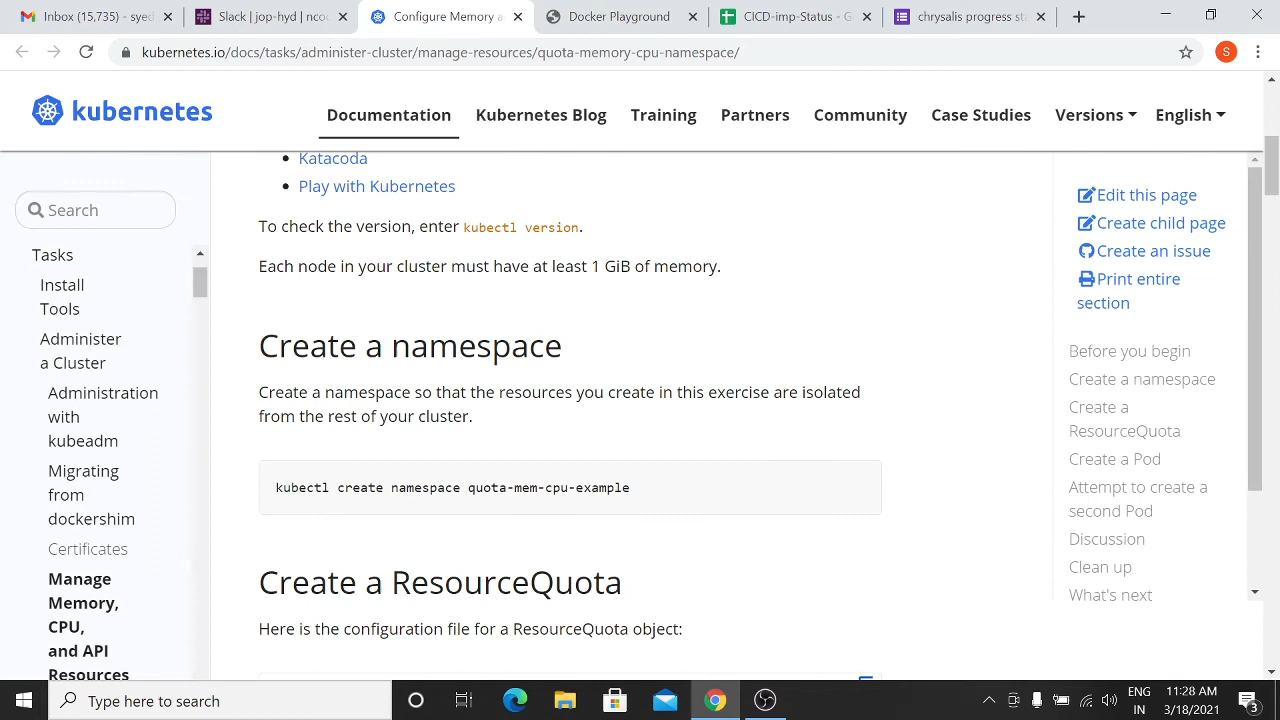 Inbox (15,735) - syed
Slack | jop-hyd | nco
Configure Memory a
Docker Playground
CICD-imp-Status - G
chrysalis progress st
kubernetes.io/docs/tasks/administer-cluster/manage-resources/quota-memory-cpu-namespace/
S
kubernetes
Documentation
Kubernetes Blog
Training
Partners
Community
Case Studies
Versions
English
Search
Tasks
Install
Tools
Administer
a Cluster
Administration
with
kubeadm
Migrating
from
dockershim
Certificates
Manage
Memory,
CPU,
and API
Resources
Katacoda
Play with Kubernetes
To check the version, enter kubectl version.
Each node in your cluster must have at least 1 GiB of memory.
Create a namespace
Create a namespace so that the resources you create in this exercise are isolated
from the rest of your cluster.
kubectl create namespace quota-mem-cpu-example
Create a ResourceQuota
Here is the configuration file for a ResourceQuota object:
Edit this page
Create child page
Create an issue
Print entire
section
Before you begin
Create a namespace
Create a
ResourceQuota
Create a Pod
Attempt to create a
second Pod
Discussion
Clean up
What's next
Type here to search
ENG
IN
11:28 AM
3/18/2021
3